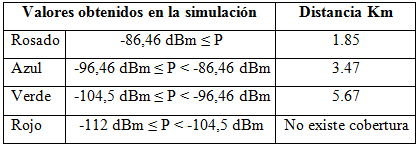 Valores obtenidos en la simulación Distancia Km
Rosado -86,46 dBm ≤ P 1.85
Azul -96,46 dBm ≤ P < -86,46 dBm 3.47
Verde -104,5 dBm ≤ P < -96,46 dBm 5.67
Rojo -112 dBm ≤ P < -104,5 dBm No existe cobertura